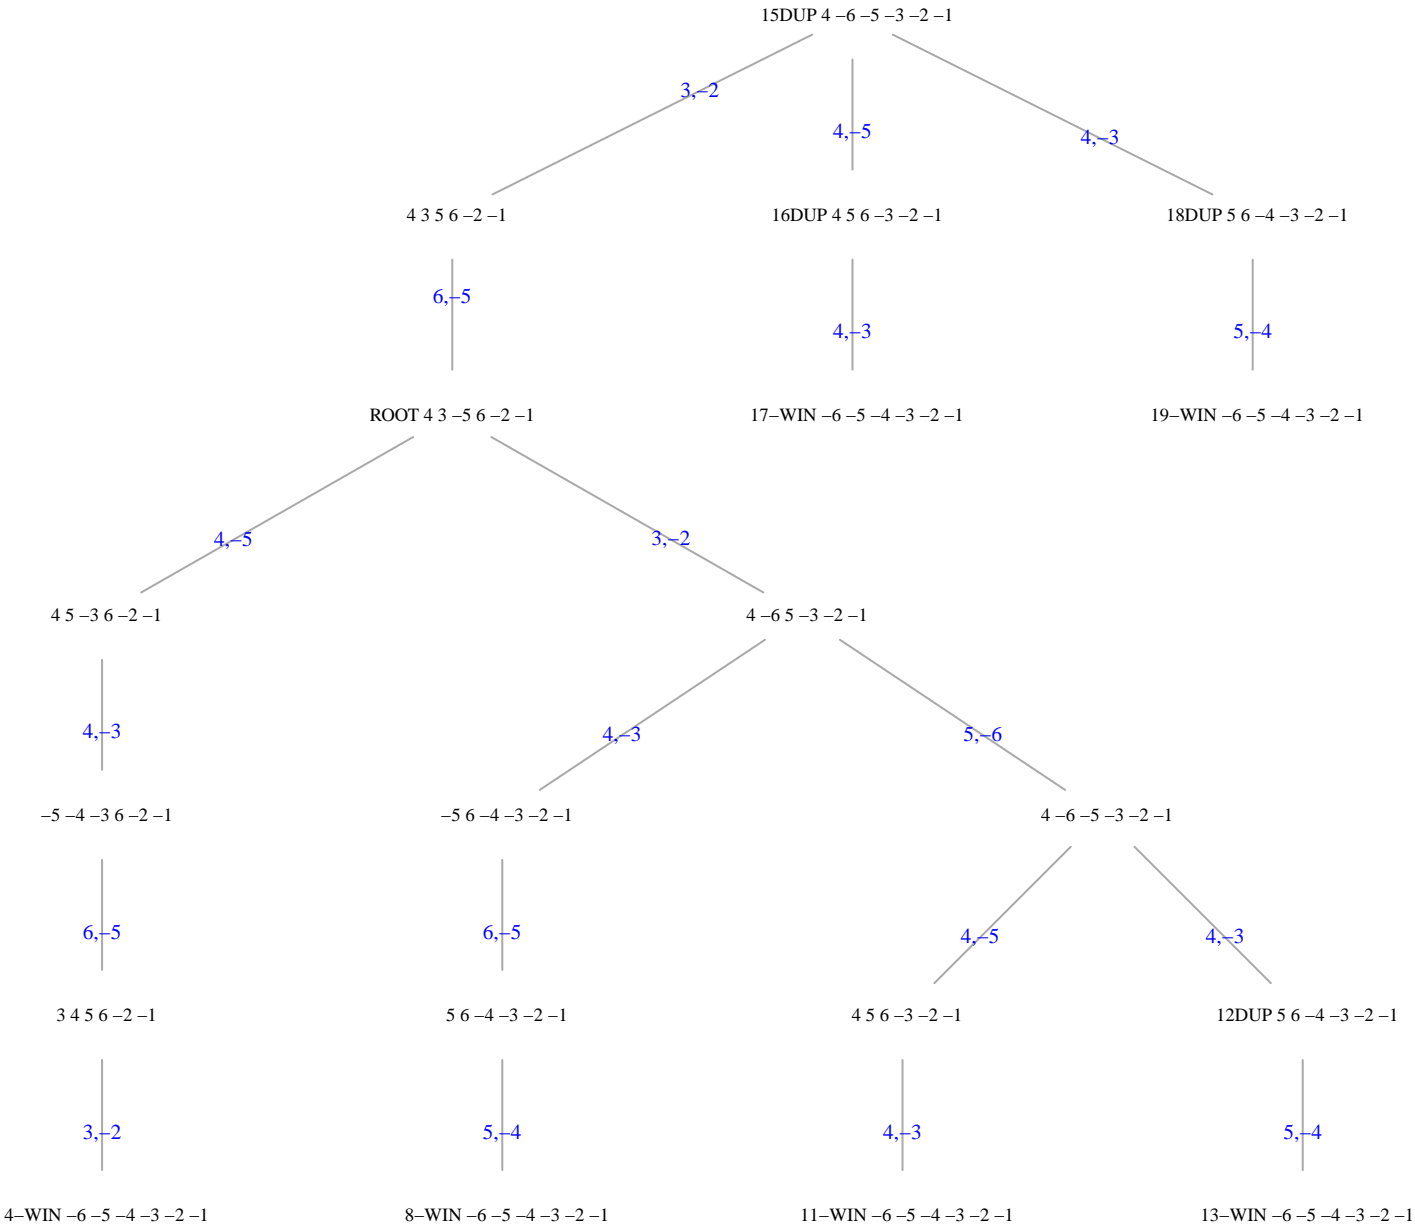 15DUP 4 –6 –5 –3 –2 –1
3,–2
4,–5
4,–3
4 3 5 6 –2 –1
16DUP 4 5 6 –3 –2 –1
18DUP 5 6 –4 –3 –2 –1
6,–5
4,–3
5,–4
ROOT 4 3 –5 6 –2 –1
17–WIN –6 –5 –4 –3 –2 –1
19–WIN –6 –5 –4 –3 –2 –1
4,–5
3,–2
4 5 –3 6 –2 –1
4 –6 5 –3 –2 –1
4,–3
4,–3
5,–6
–5 –4 –3 6 –2 –1
–5 6 –4 –3 –2 –1
4 –6 –5 –3 –2 –1
6,–5
6,–5
4,–5
4,–3
3 4 5 6 –2 –1
5 6 –4 –3 –2 –1
4 5 6 –3 –2 –1
12DUP 5 6 –4 –3 –2 –1
3,–2
5,–4
4,–3
5,–4
4–WIN –6 –5 –4 –3 –2 –1
8–WIN –6 –5 –4 –3 –2 –1
11–WIN –6 –5 –4 –3 –2 –1
13–WIN –6 –5 –4 –3 –2 –1